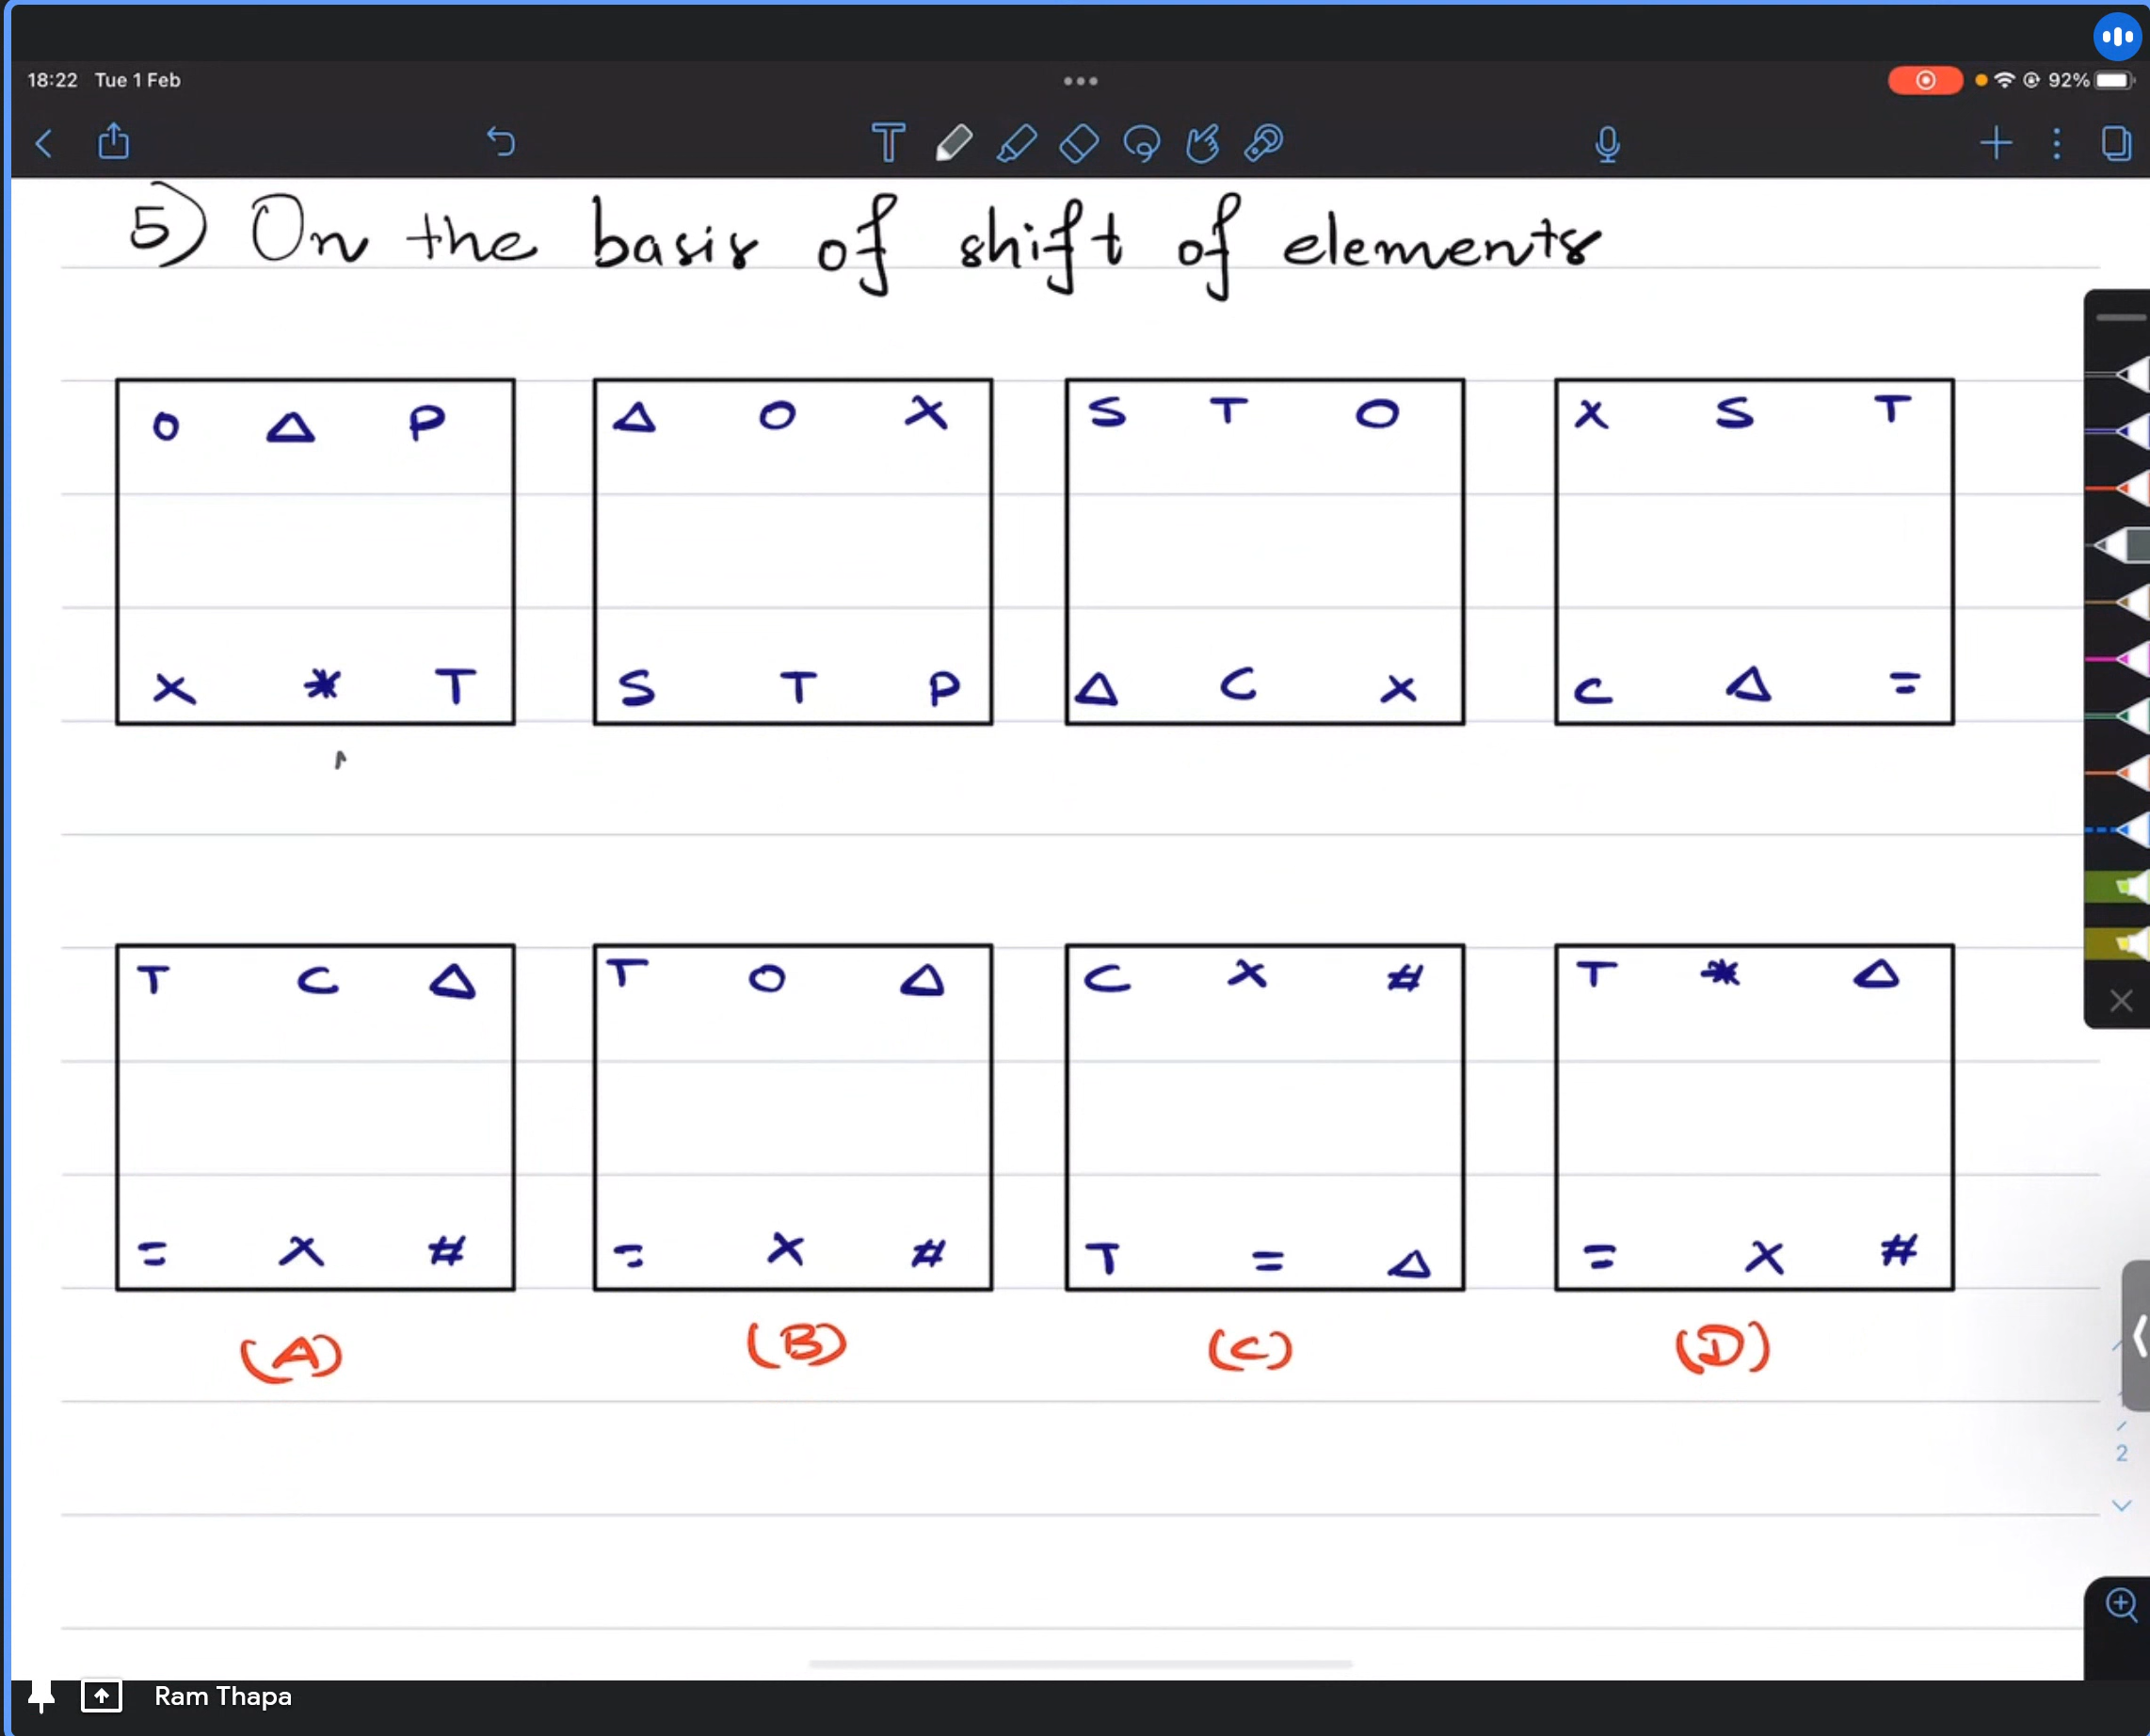 18:22 Tue 1 Feb
92%
5) On the basis of shift of elements
O Δ P
Δ O X
S T O
X S T
X * T
S T P
Δ C X
C Δ =
T C Δ
T O Δ
C X #
T * Δ
= X #
= X #
T = Δ
= X #
(A)
(B)
(C)
(D)
2
Ram Thapa